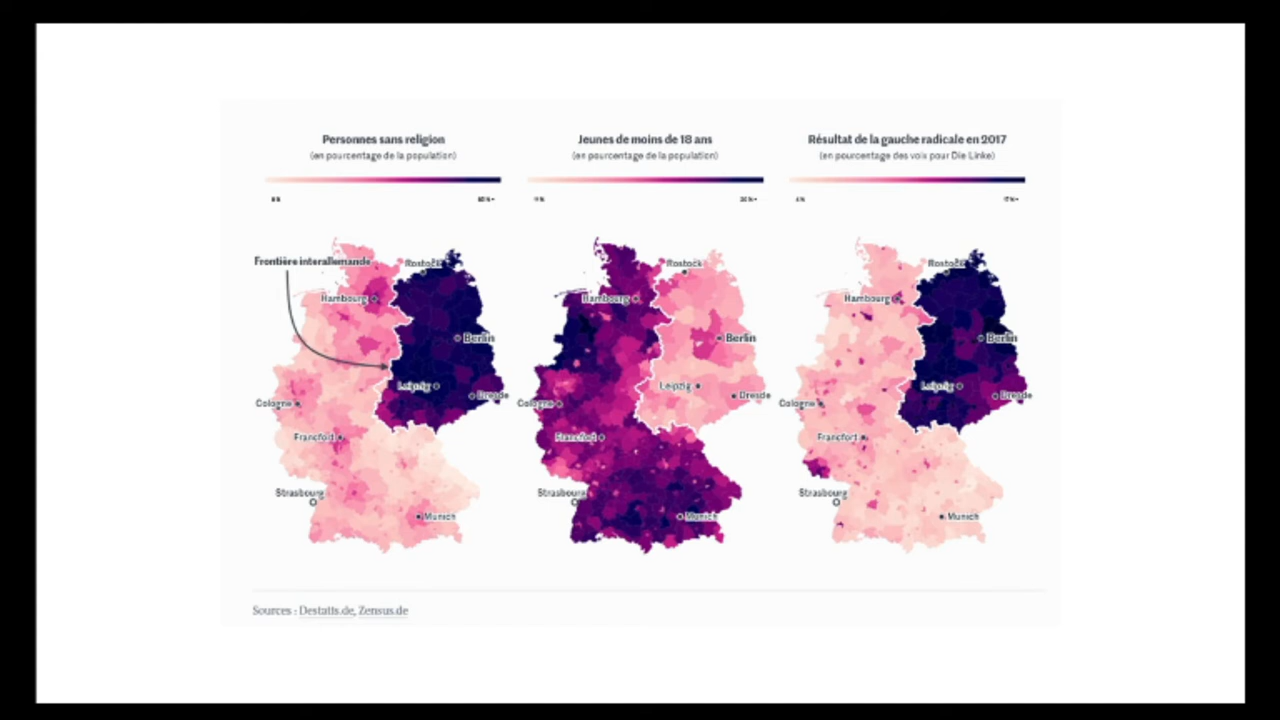 Personnes sans religion
(en pourcentage de la population)
Jeunes de moins de 18 ans
(en pourcentage de la population)
Résultat de la gauche radicale en 2017
(en pourcentage des voix pour Die Linke)
Frontière interallemande
Rostock
Hambourg
Berlin
Leipzig
Dresde
Cologne
Francfort
Strasbourg
Munich
Rostock
Hambourg
Berlin
Leipzig
Dresde
Cologne
Francfort
Strasbourg
Munich
Rostock
Hambourg
Berlin
Leipzig
Dresde
Cologne
Francfort
Strasbourg
Munich
Sources : Destatis.de, Zensus.de